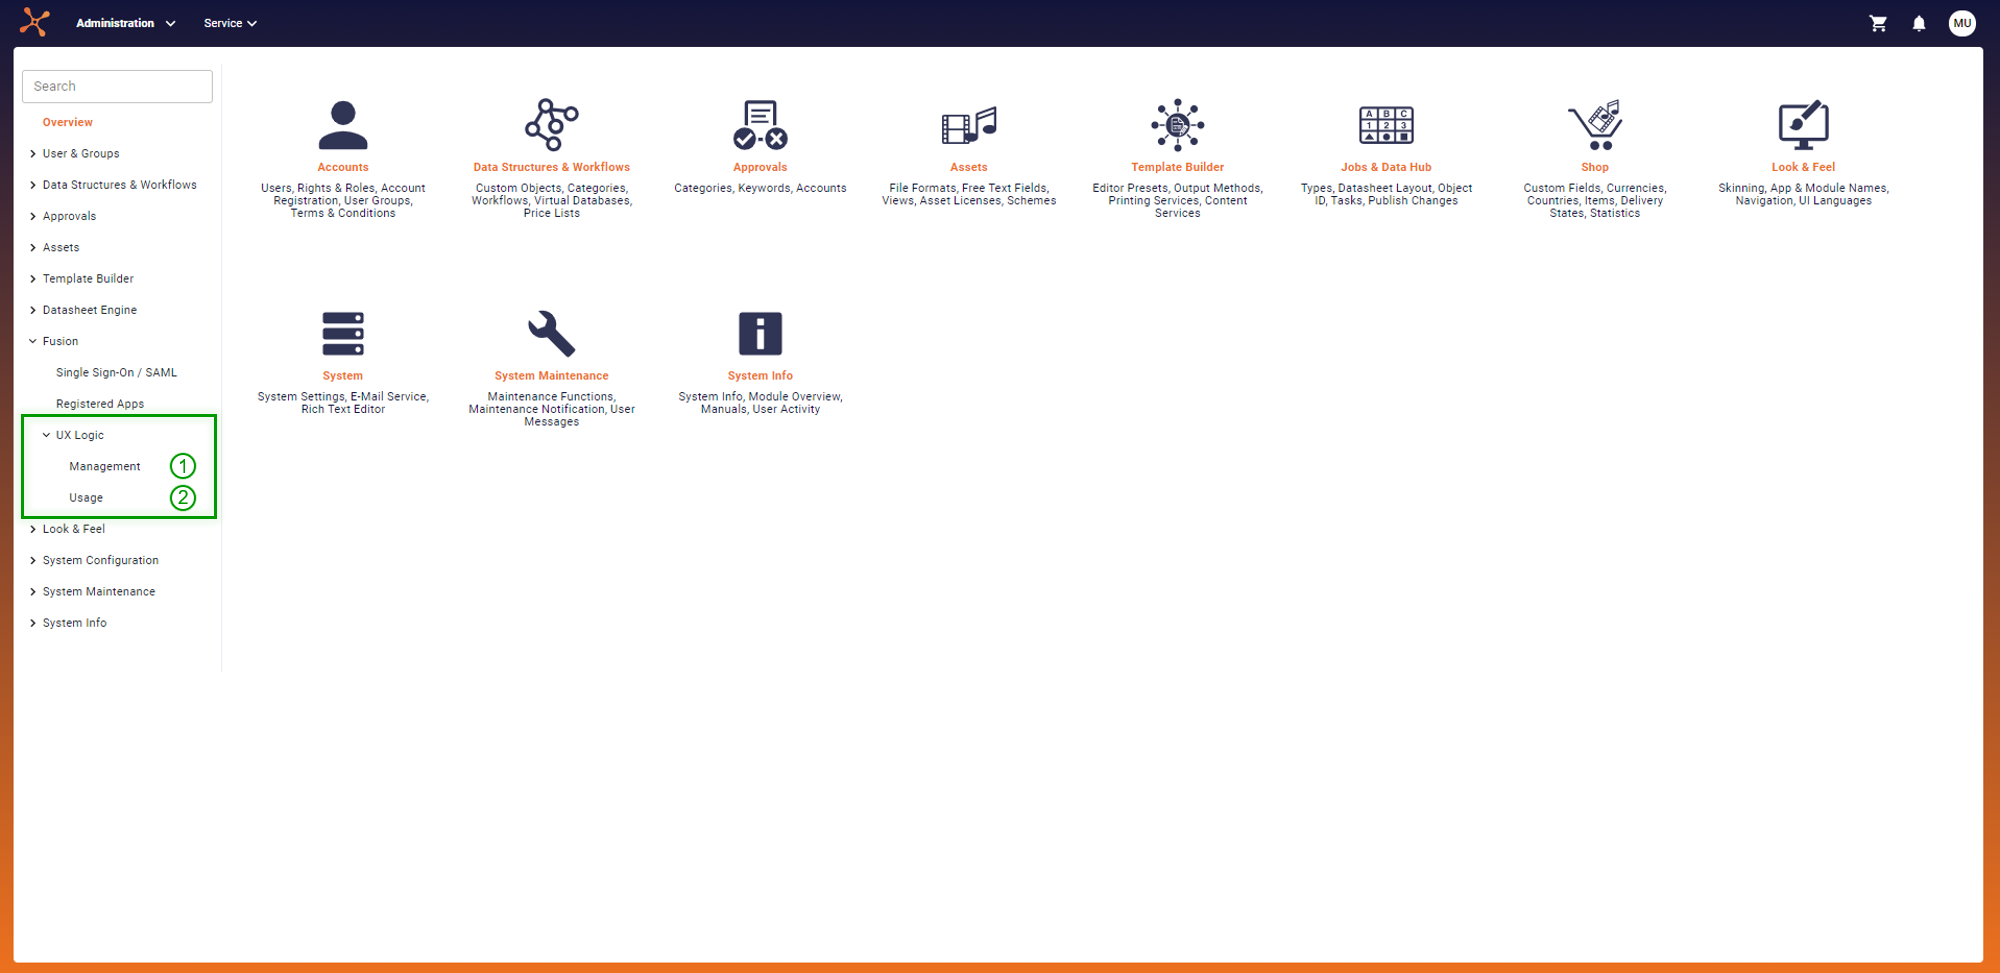 Administration
Service
MU
Search
Overview
User & Groups
Data Structures & Workflows
Approvals
Assets
Template Builder
Datasheet Engine
Fusion
Single Sign-On / SAML
Registered Apps
UX Logic
Management
1
Usage
2
Look & Feel
System Configuration
System Maintenance
System Info
Accounts
Users, Rights & Roles, Account
Registration, User Groups,
Terms & Conditions
Data Structures & Workflows
Custom Objects, Categories,
Workflows, Virtual Databases,
Price Lists
Approvals
Categories, Keywords, Accounts
Assets
File Formats, Free Text Fields,
Views, Asset Licenses, Schemes
Template Builder
Editor Presets, Output Methods,
Printing Services, Content
Services
A B C
1 2 3
Jobs & Data Hub
Types, Datasheet Layout, Object
ID, Tasks, Publish Changes
Shop
Custom Fields, Currencies,
Countries, Items, Delivery
States, Statistics
Look & Feel
Skinning, App & Module Names,
Navigation, UI Languages
System
System Settings, E-Mail Service,
Rich Text Editor
System Maintenance
Maintenance Functions,
Maintenance Notification, User
Messages
System Info
System Info, Module Overview,
Manuals, User Activity